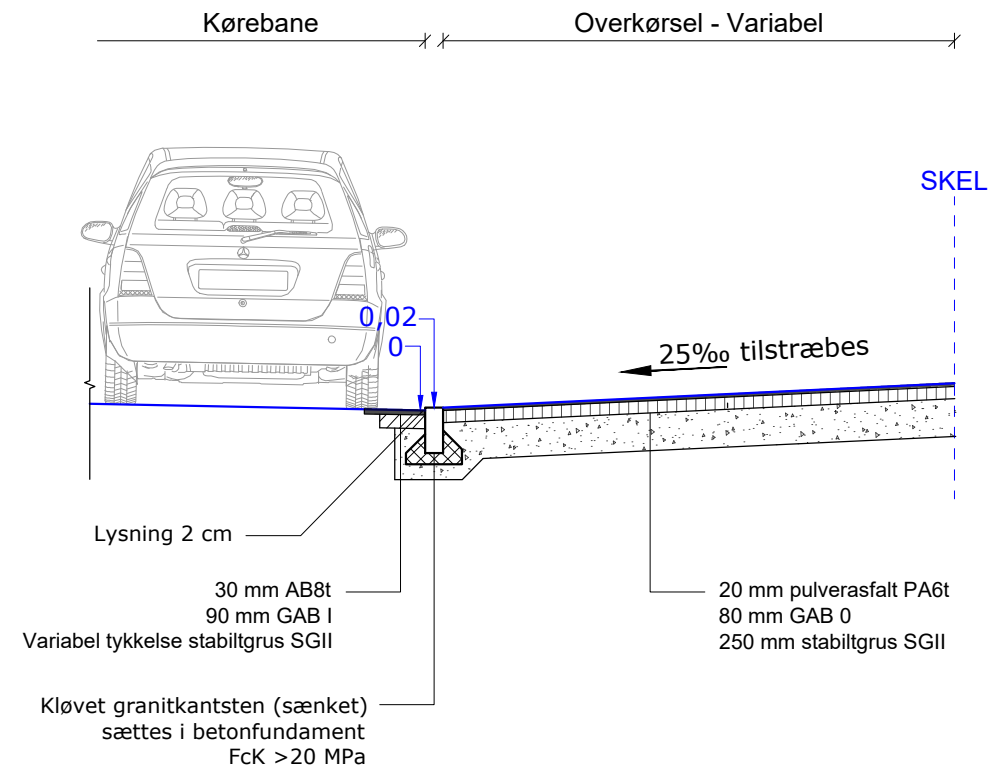 Kørebane
Overkørsel - Variabel
SKEL
0,02
0
25‰ tilstræbes
Lysning 2 cm
30 mm AB8t
90 mm GAB I
Variabel tykkelse stabiltgrus SGII
20 mm pulverasfalt PA6t
80 mm GAB 0
250 mm stabiltgrus SGII
Kløvet granitkantsten (sænket)
sættes i betonfundament
FcK >20 MPa